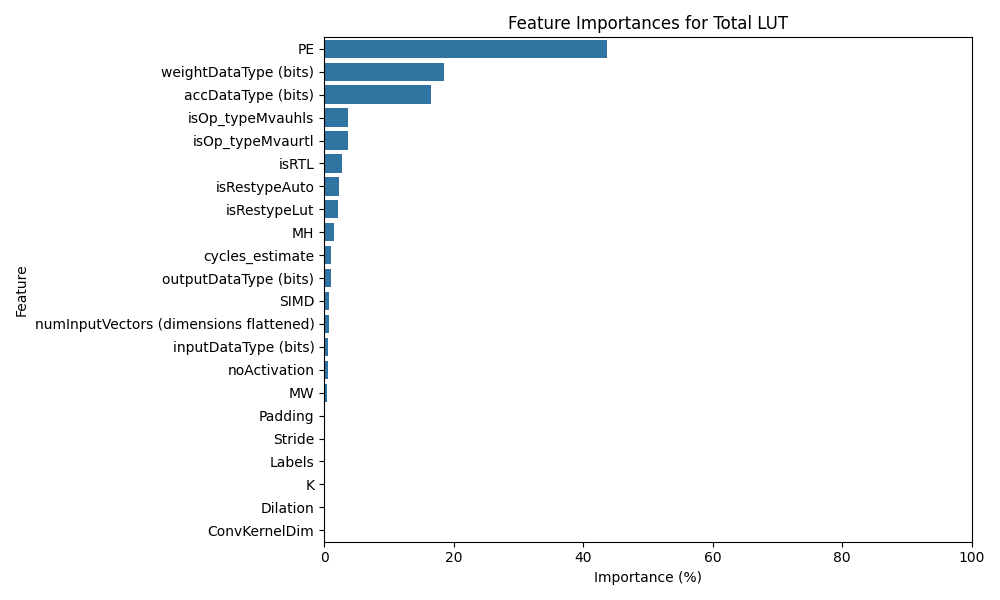 Feature Importances for Total LUT
Feature
PE
weightDataType (bits)
accDataType (bits)
isOp_typeMvauhls
isOp_typeMvaurtl
isRTL
isRestypeAuto
isRestypeLut
MH
cycles_estimate
outputDataType (bits)
SIMD
numInputVectors (dimensions flattened)
inputDataType (bits)
noActivation
MW
Padding
Stride
Labels
K
Dilation
ConvKernelDim
0 20 40 60 80 100
Importance (%)